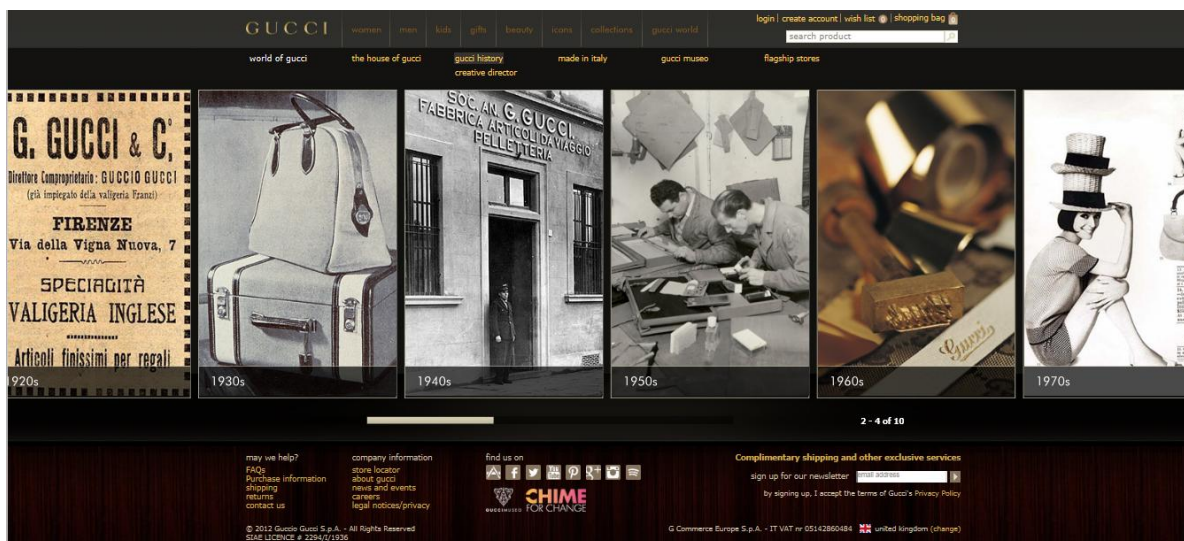 GUCCI
women men kids gifts beauty icons collections gucci world
login | create account | wish list | shopping bag
search product
world of gucci the house of gucci gucci history made in italy gucci museo flagship stores
creative director
G. GUCCI & Cº
Direttore Comproprietario: GUCCIO GUCCI
(già impiegato della valigeria Franzi)
FIRENZE
Via della Vigna Nuova, 7
SPECIALITÀ
VALIGERIA INGLESE
Articoli finissimi per regali
1920s
1930s
SOC. AN. G. GUCCI.
FABBRICA ARTICOLI DA VIAGGIO
PELLETTERIA
1940s
1950s
Gucci
1960s
1970s
2 - 4 of 10
may we help?
FAQs
Purchase information
shipping
returns
contact us
company information
store locator
about gucci
news and events
careers
legal notices/privacy
find us on
GUCCIMUSEO
CHIME
FOR CHANGE
Complimentary shipping and other exclusive services
sign up for our newsletter email address
by signing up, I accept the terms of Gucci's Privacy Policy
© 2012 Guccio Gucci S.p.A. - All Rights Reserved
SIAE LICENCE # 2294/I/1936
G Commerce Europe S.p.A. - IT VAT nr 05142860484 united kingdom (change)